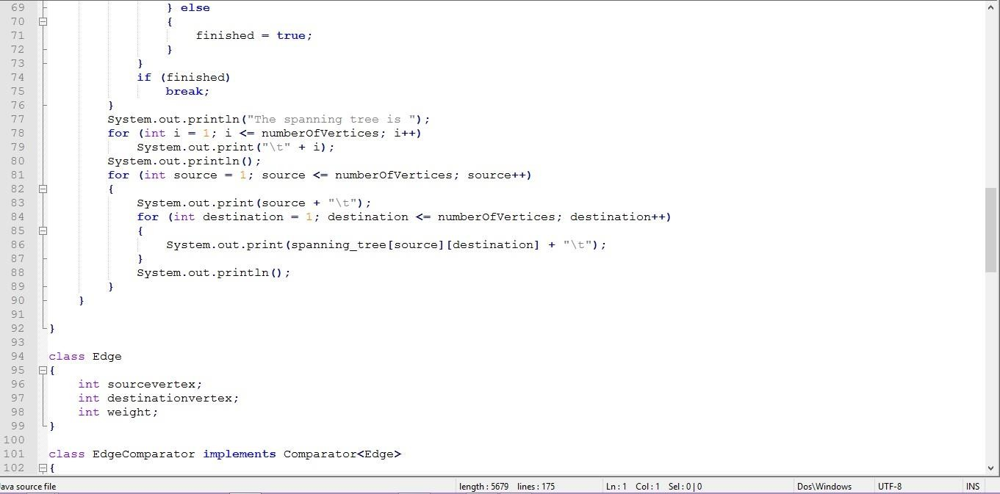 69 } else
70 {
71 finished = true;
72 }
73 }
74 if (finished)
75 break;
76 }
77 System.out.println("The spanning tree is ");
78 for (int i = 1; i <= numberOfVertices; i++)
79 System.out.print("\t" + i);
80 System.out.println();
81 for (int source = 1; source <= numberOfVertices; source++)
82 {
83 System.out.print(source + "\t");
84 for (int destination = 1; destination <= numberOfVertices; destination++)
85 {
86 System.out.print(spanning_tree[source][destination] + "\t");
87 }
88 System.out.println();
89 }
90 }
91
92 }
93
94 class Edge
95 {
96 int sourcevertex;
97 int destinationvertex;
98 int weight;
99 }
100
101 class EdgeComparator implements Comparator<Edge>
102 {
ava source file length : 5679 lines : 175 Ln : 1 Col : 1 Sel : 0 | 0 Dos\Windows UTF-8 INS